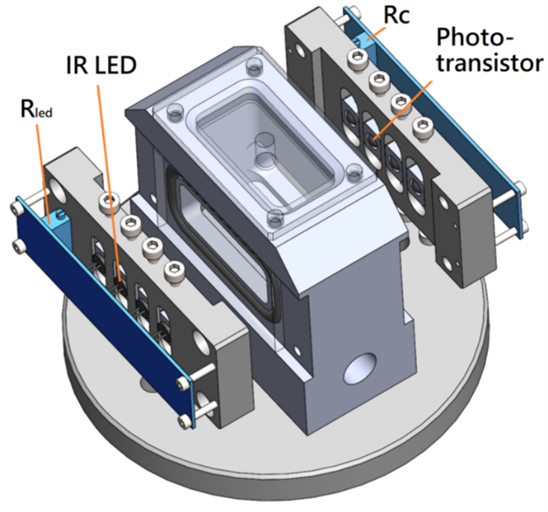 Rc
Photo-
transistor
IR LED
Rled